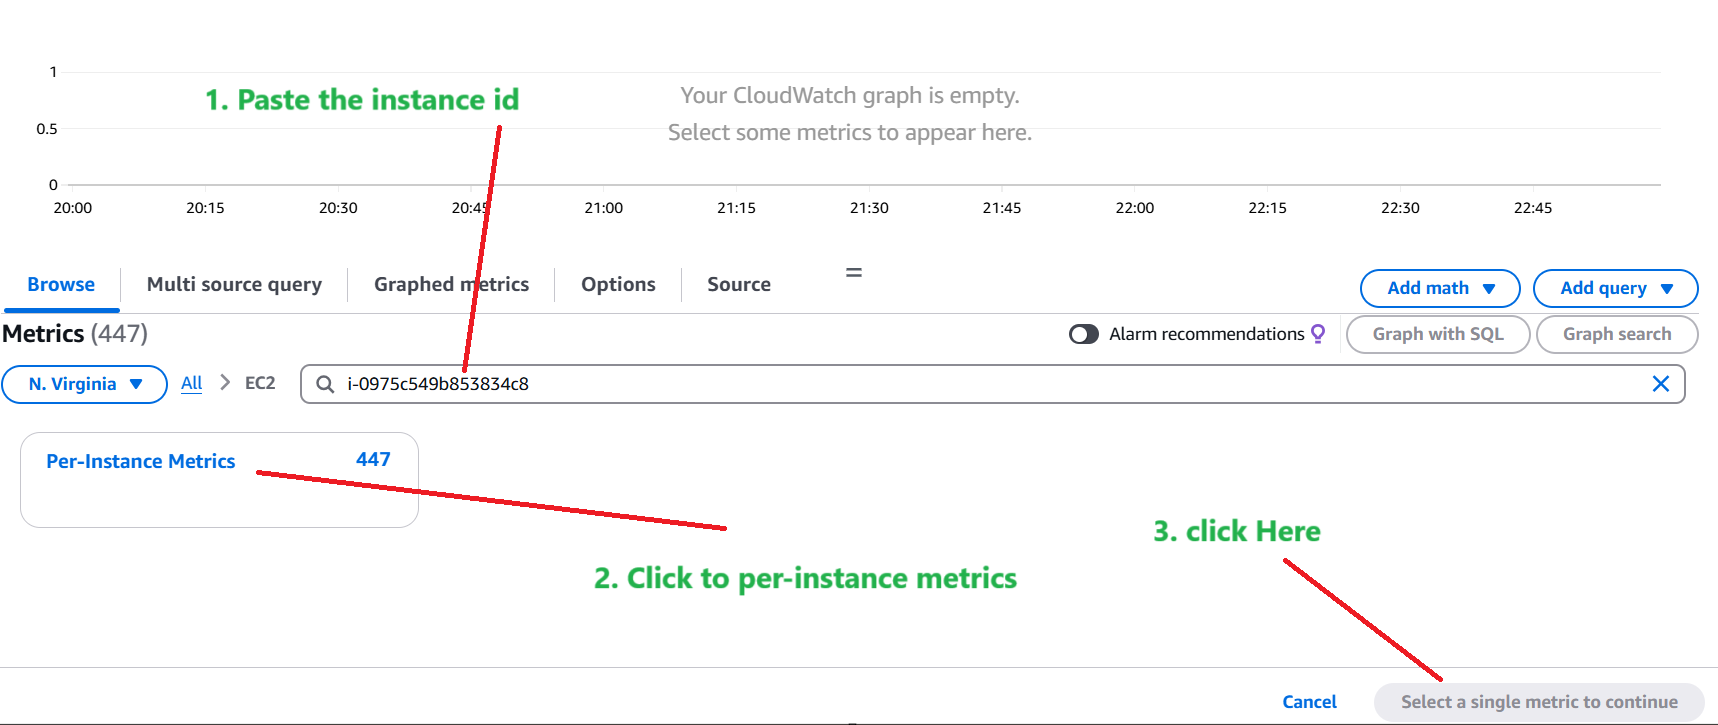 1
1. Paste the instance id
Your CloudWatch graph is empty.
0.5
Select some metrics to appear here.
0
20:00 20:15 20:30 20:45 21:00 21:15 21:30 21:45 22:00 22:15 22:30 22:45
Browse Multi source query Graphed metrics Options Source Add math Add query
Metrics (447) Alarm recommendations Graph with SQL Graph search
N. Virginia All EC2 i-0975c549b853834c8
Per-Instance Metrics 447
3. click Here
2. Click to per-instance metrics
Cancel Select a single metric to continue